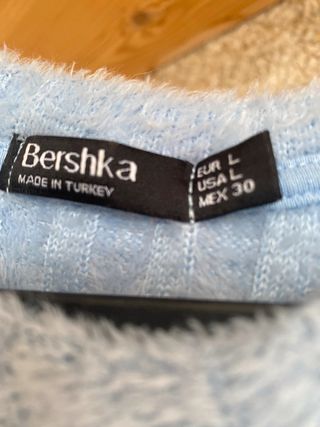 Bershka
MADE IN TURKEY
EUR L
USA L
MEX 30